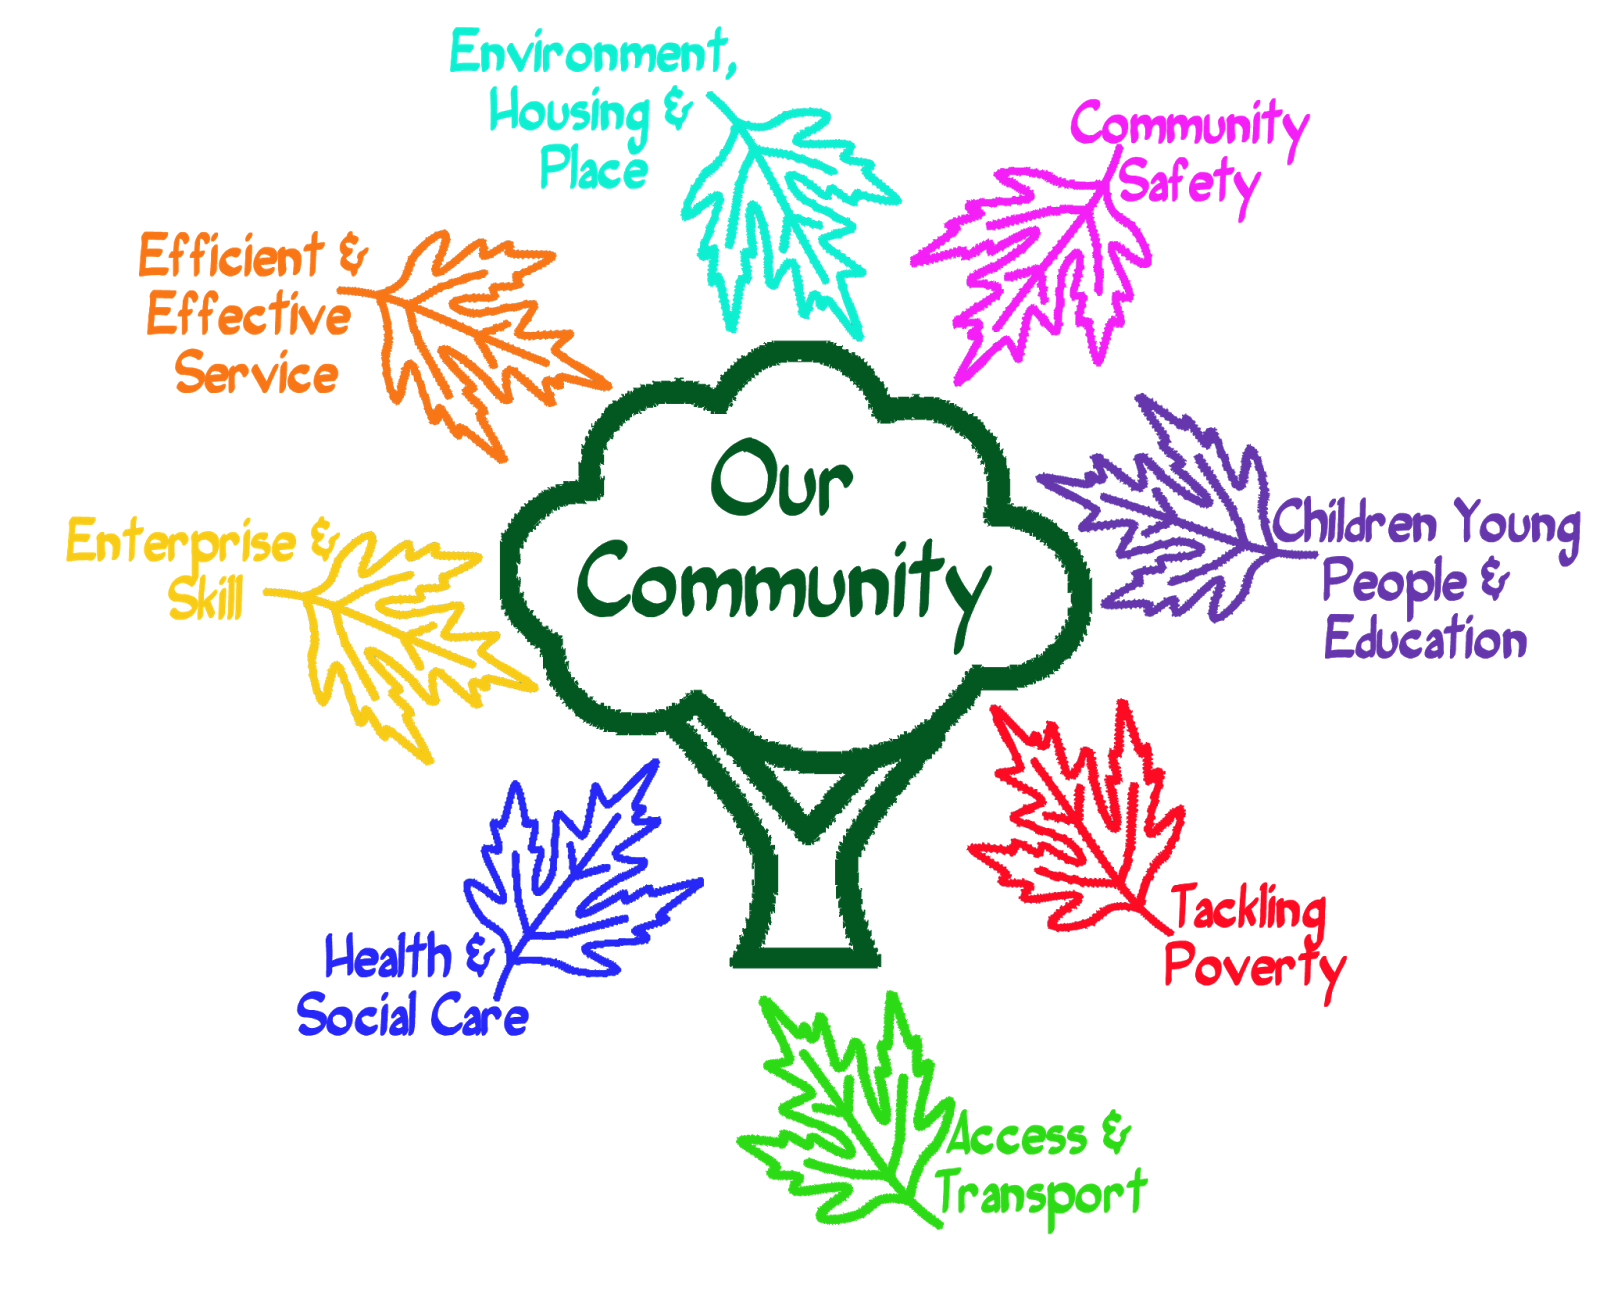 Environment,
Housing &
Place
Community
Safety
Efficient &
Effective
Service
Our
Community
Children Young
People &
Education
Enterprise &
Skill
Tackling
Poverty
Health &
Social Care
Access &
Transport